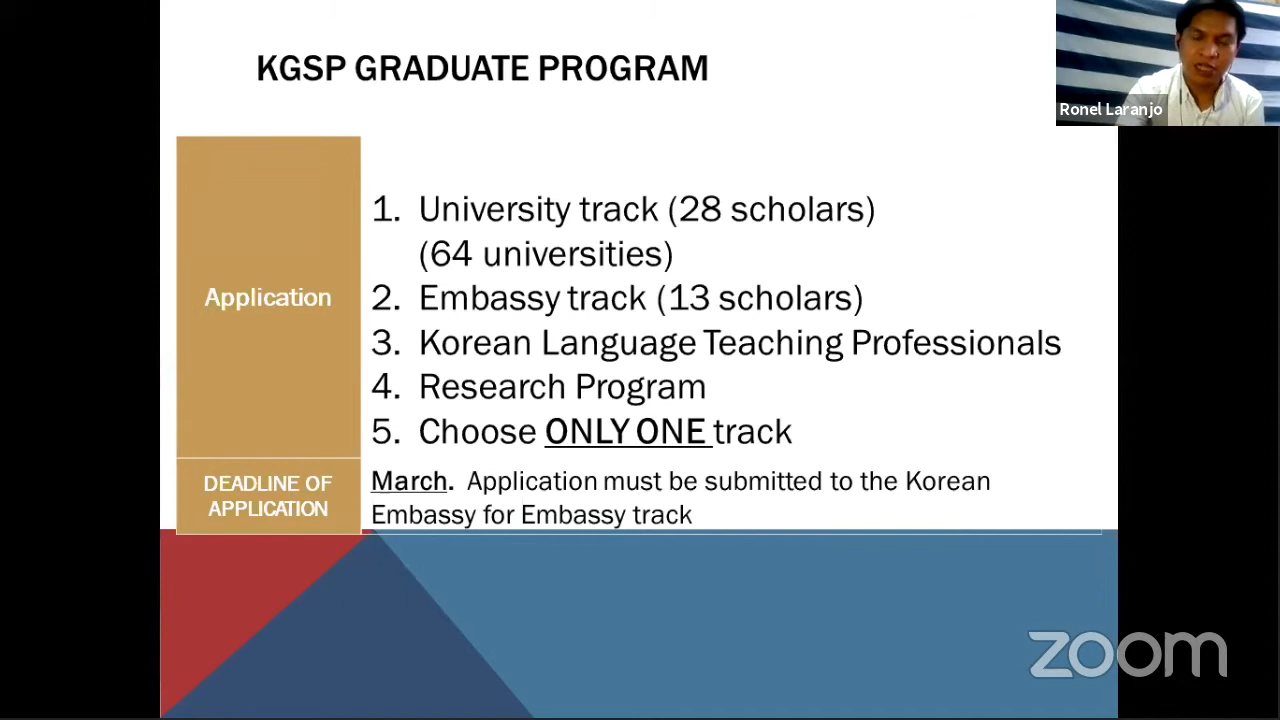 KGSP GRADUATE PROGRAM
Ronel Laranjo
Application
1. University track (28 scholars)
(64 universities)
2. Embassy track (13 scholars)
3. Korean Language Teaching Professionals
4. Research Program
5. Choose ONLY ONE track
DEADLINE OF
APPLICATION
March. Application must be submitted to the Korean
Embassy for Embassy track
zoom